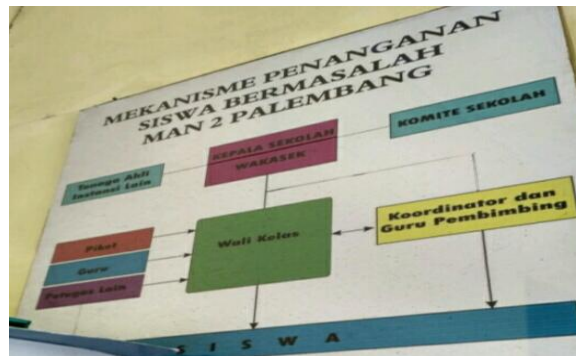 MEKANISME PENANGANAN
SISWA BERMASALAH
MAN 2 PALEMBANG
KEPALA SEKOLAH
WAKASEK
KOMITE SEKOLAH
Tenaga Ahli
Instansi Lain
Piket
Guru
Petugas Lain
Wali Kelas
Koordinator dan
Guru Pembimbing
SISWA